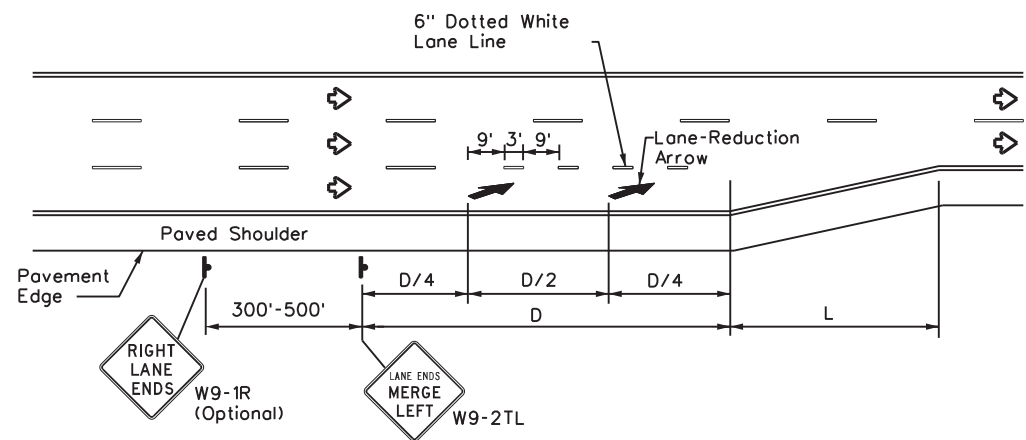 6" Dotted White
Lane Line
9' 3' 9'
Lane-Reduction
Arrow
Paved Shoulder
Pavement
Edge
D/4 D/2 D/4
300'-500' D L
RIGHT
LANE
ENDS
W9-1R
(Optional)
LANE ENDS
MERGE
LEFT
W9-2TL